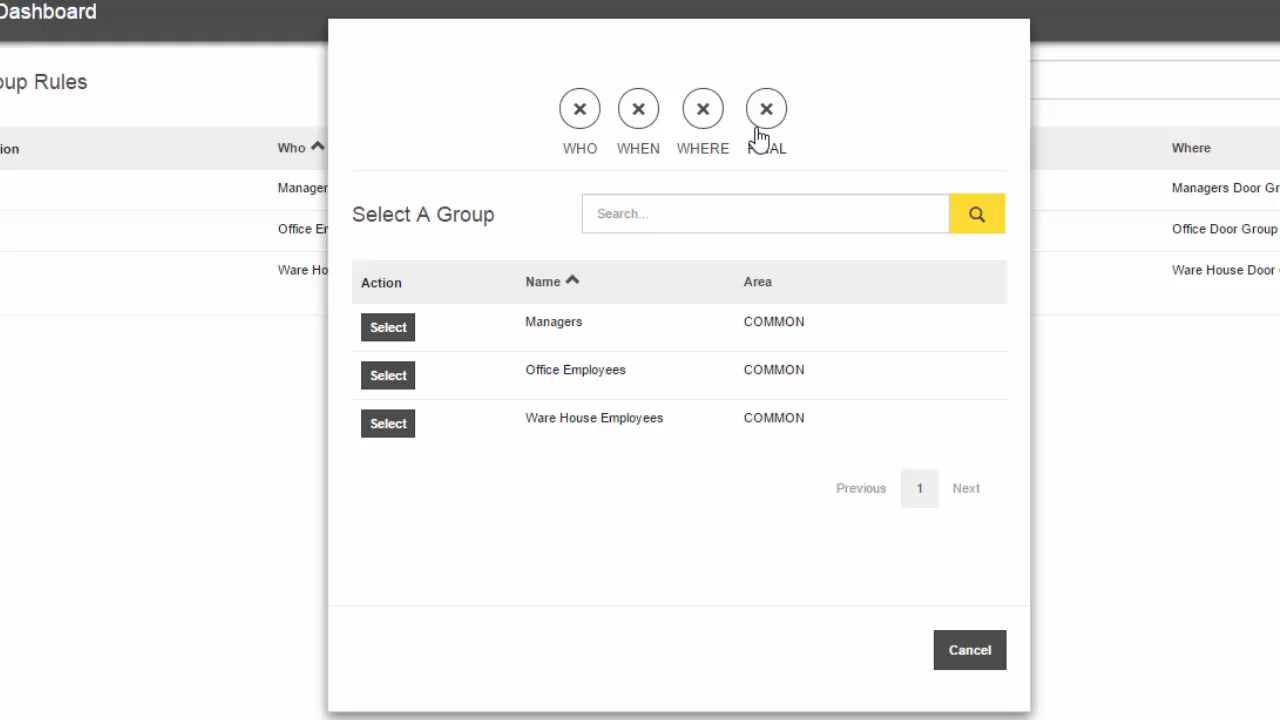 Dashboard
oup Rules
ion
Who
Where
Manager
Managers Door Gr
Office Er
Office Door Group
Ware Ho
Ware House Door
WHO WHEN WHERE
Select A Group
Search...
Action Name Area
Select Managers COMMON
Select Office Employees COMMON
Select Ware House Employees COMMON
Previous 1 Next
Cancel